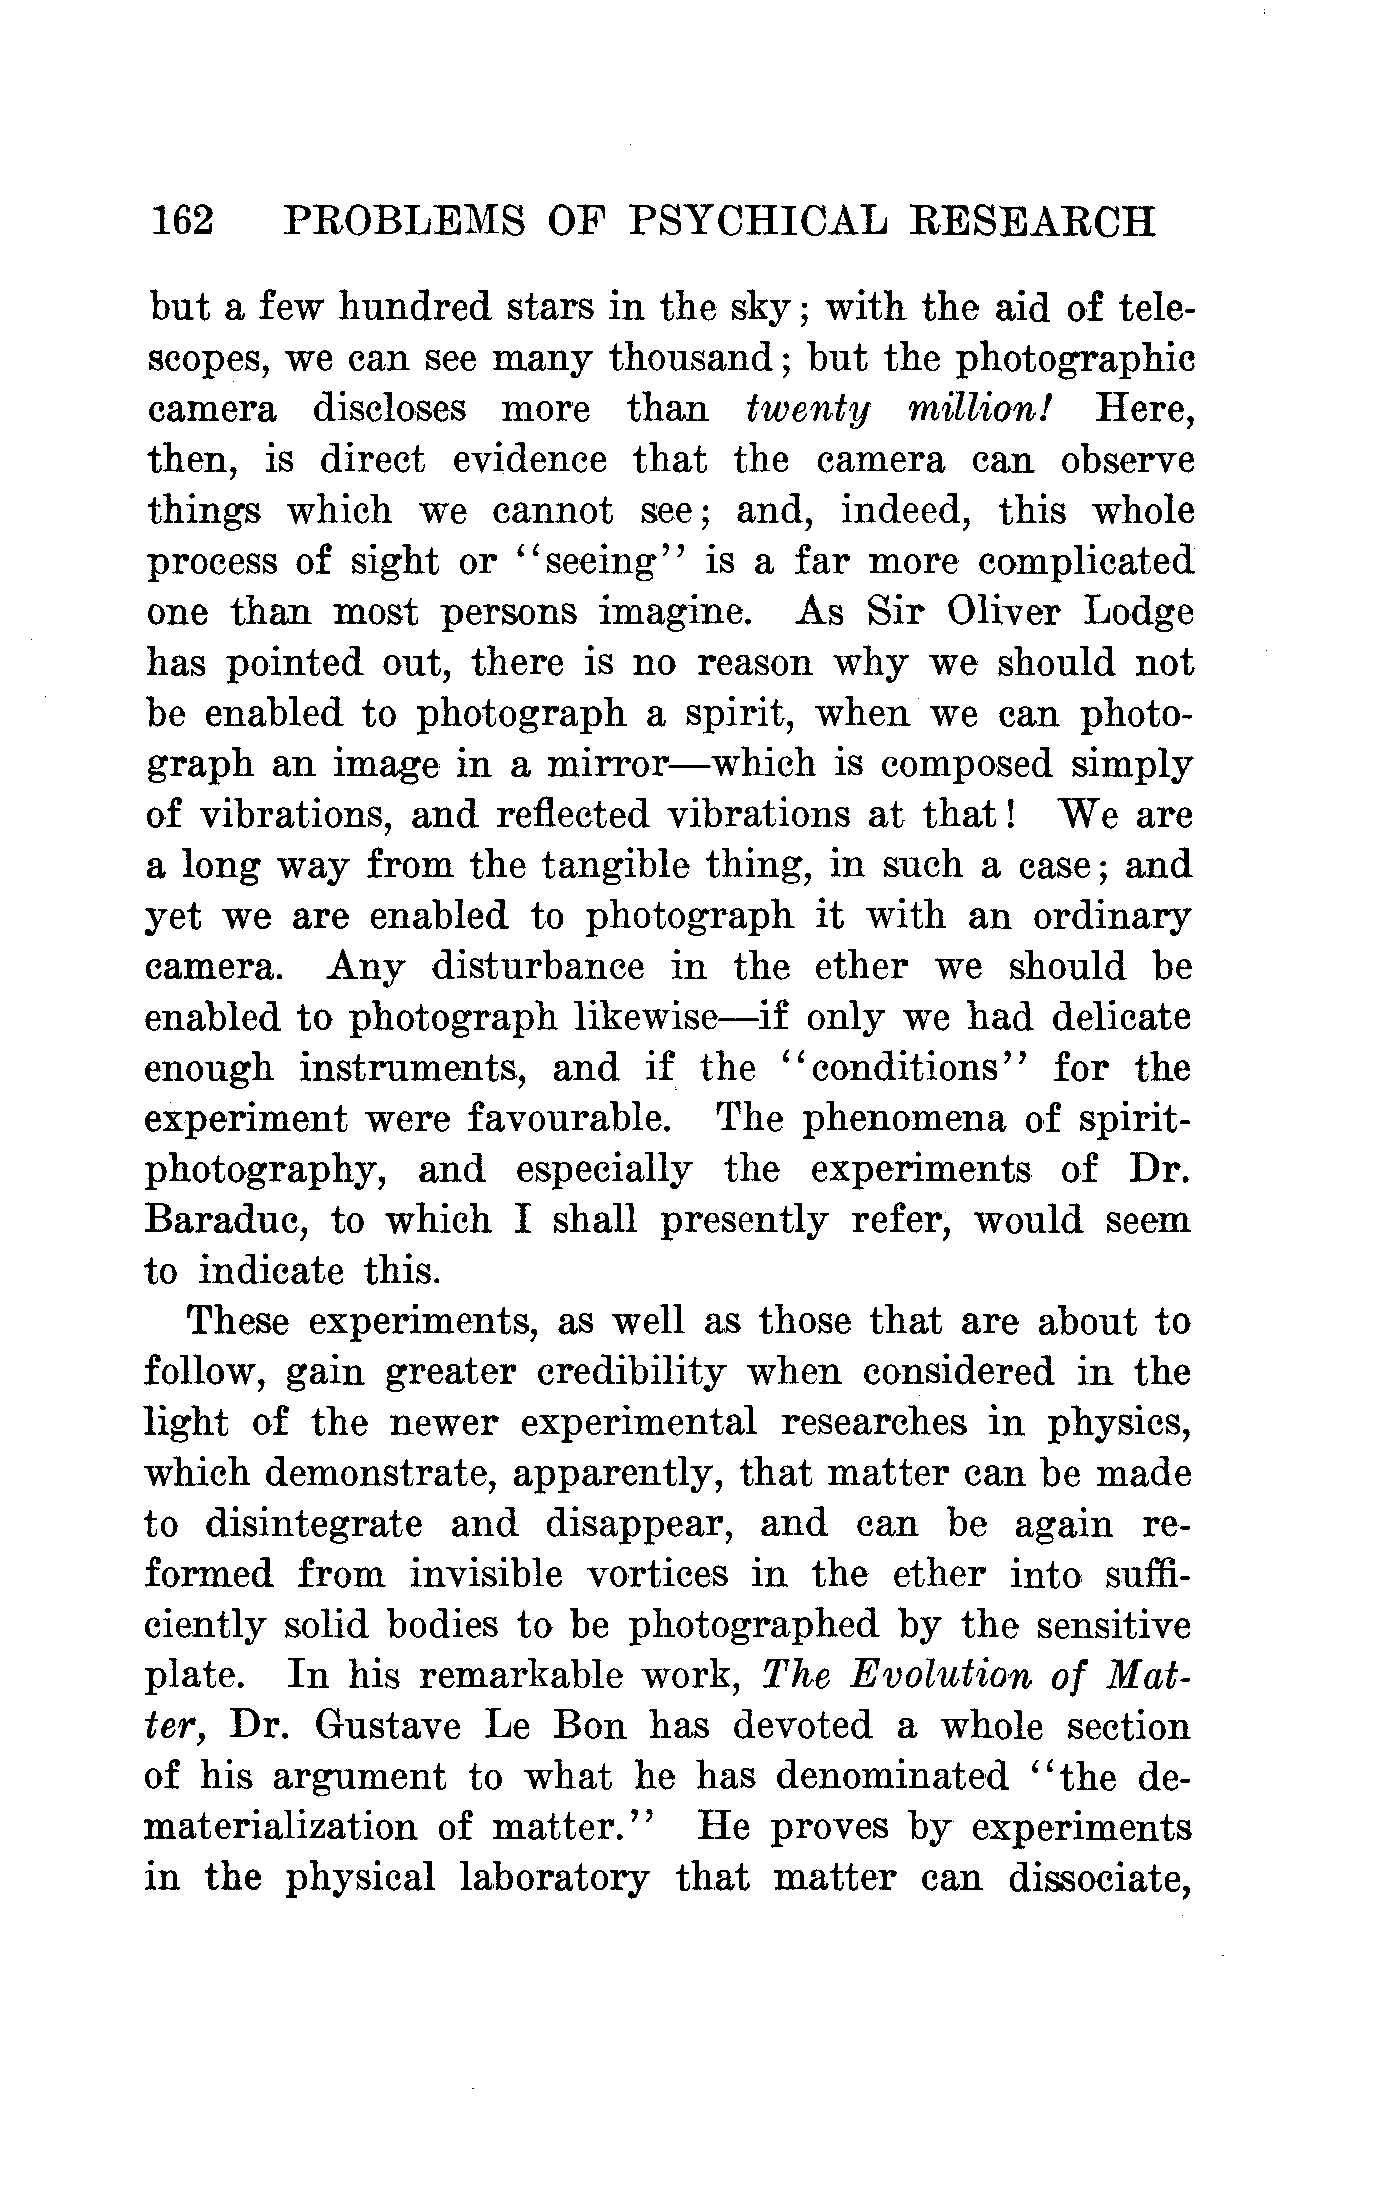 162 PROBLEMS OF PSYCHICAL RESEARCH
but a few hundred stars in the sky; with the aid of tele-
scopes, we can see many thousand; but the photographic
camera discloses more than twenty million! Here,
then, is direct evidence that the camera can observe
things which we cannot see; and, indeed, this whole
process of sight or “seeing” is a far more complicated
one than most persons imagine. As Sir Oliver Lodge
has pointed out, there is no reason why we should not
be enabled to photograph a spirit, when we can photo-
graph an image in a mirror—which is composed simply
of vibrations, and reflected vibrations at that! We are
a long way from the tangible thing, in such a case; and
yet we are enabled to photograph it with an ordinary
camera. Any disturbance in the ether we should be
enabled to photograph likewise—if only we had delicate
enough instruments, and if the “conditions” for the
experiment were favourable. The phenomena of spirit-
photography, and especially the experiments of Dr.
Baraduc, to which I shall presently refer, would seem
to indicate this.
These experiments, as well as those that are about to
follow, gain greater credibility when considered in the
light of the newer experimental researches in physics,
which demonstrate, apparently, that matter can be made
to disintegrate and disappear, and can be again re-
formed from invisible vortices in the ether into suffi-
ciently solid bodies to be photographed by the sensitive
plate. In his remarkable work, The Evolution of Mat-
ter, Dr. Gustave Le Bon has devoted a whole section
of his argument to what he has denominated “the de-
materialization of matter.” He proves by experiments
in the physical laboratory that matter can dissociate,